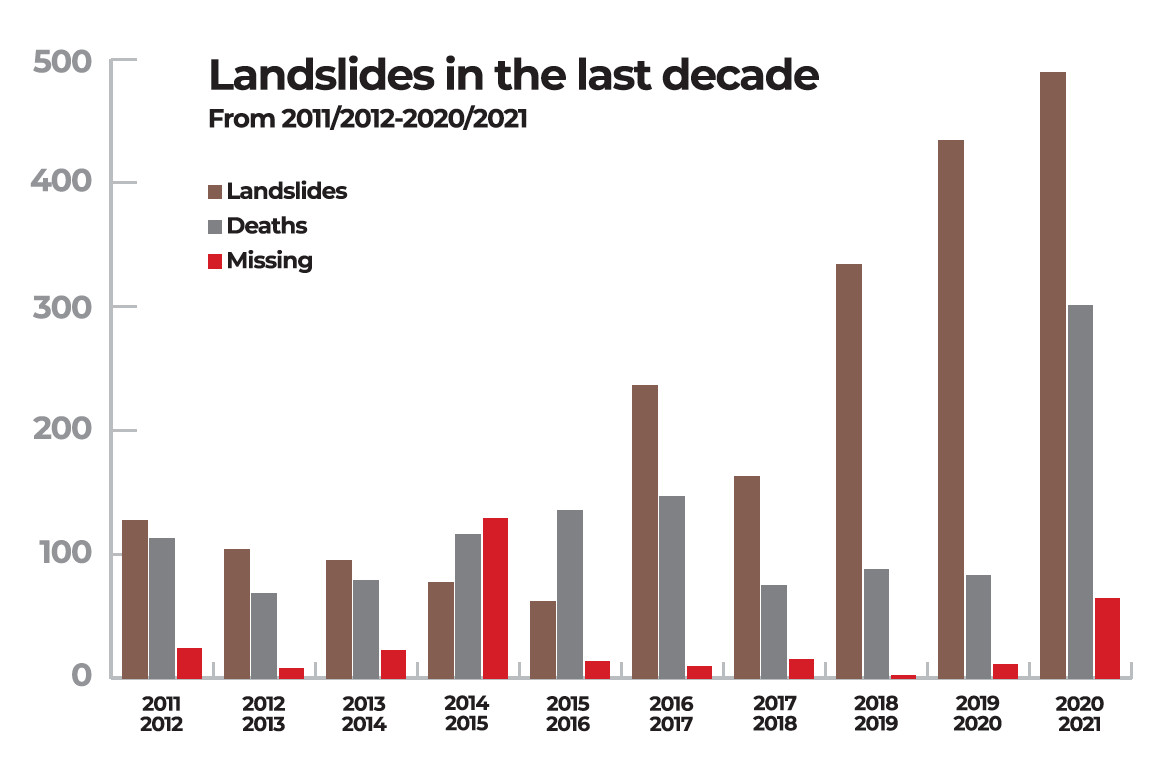 Landslides in the last decade
From 2011/2012-2020/2021
Landslides
Deaths
Missing
500
400
300
200
100
0
2011 2012 2013 2014 2015 2016 2017 2018 2019 2020
2012 2013 2014 2015 2016 2017 2018 2019 2020 2021